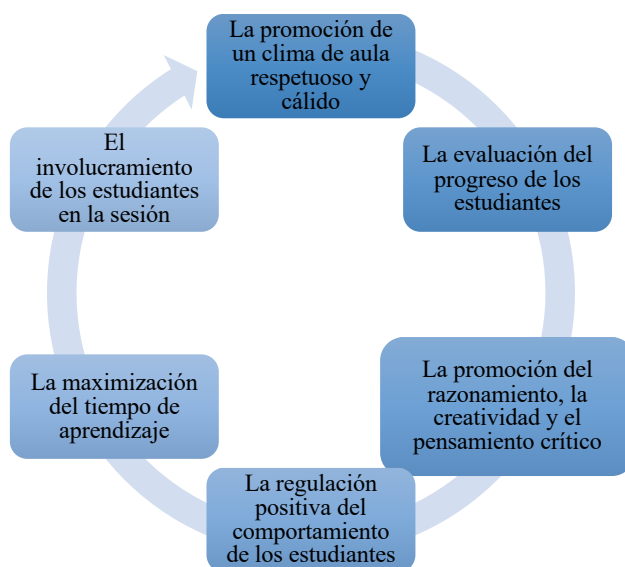 La promoción de
un clima de aula
respetuoso y
cálido
La evaluación del
progreso de los
estudiantes
La promoción del
razonamiento, la
creatividad y el
pensamiento crítico
La regulación
positiva del
comportamiento
de los estudiantes
La maximización
del tiempo de
aprendizaje
El
involucramiento
de los estudiantes
en la sesión